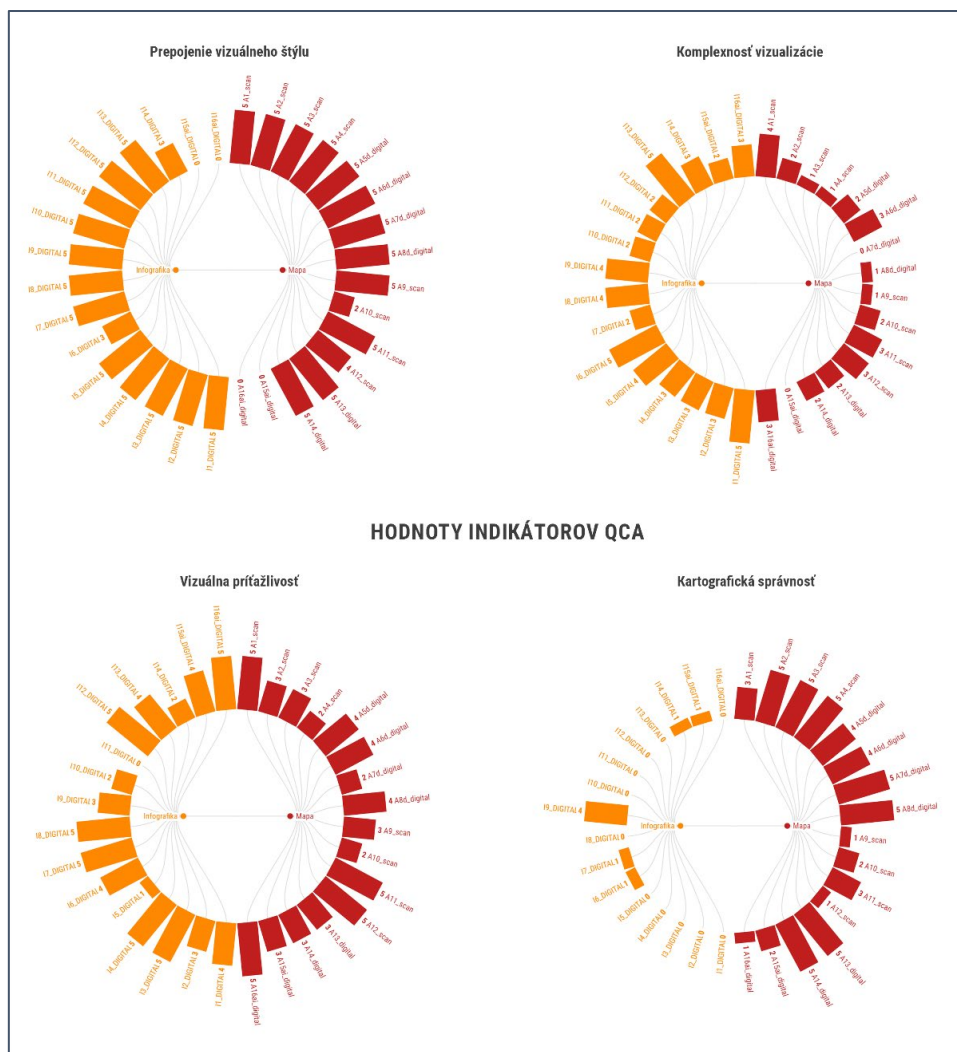 Prepojenie vizuálneho štýlu
5 A1_scan
5 A2_scan
5 A3_scan
5 A4_scan
5 A5d_digital
5 A6d_digital
5 A7d_digital
5 A8d_digital
5 A9_scan
2 A10_scan
5 A11_scan
4 A12_scan
5 A13_digital
5 A14_digital
0 A15ai_digital
0 A16ai_digital
I1_DIGITAL 5
I2_DIGITAL 5
I3_DIGITAL 5
I4_DIGITAL 5
I5_DIGITAL 5
I6_DIGITAL 3
I7_DIGITAL 5
I8_DIGITAL 5
I9_DIGITAL 5
I10_DIGITAL 5
I11_DIGITAL 5
I12_DIGITAL 5
I13_DIGITAL 5
I14_DIGITAL 3
I15ai_DIGITAL 0
I16ai_DIGITAL 0
Infografika
Mapa
Komplexnosť vizualizácie
4 A1_scan
2 A2_scan
1 A3_scan
1 A4_scan
2 A5d_digital
3 A6d_digital
0 A7d_digital
1 A8d_digital
1 A9_scan
2 A10_scan
3 A11_scan
3 A12_scan
2 A13_digital
2 A14_digital
0 A15ai_digital
3 A16ai_digital
I1_DIGITAL 5
I2_DIGITAL 3
I3_DIGITAL 3
I4_DIGITAL 3
I5_DIGITAL 4
I6_DIGITAL 5
I7_DIGITAL 2
I8_DIGITAL 4
I9_DIGITAL 4
I10_DIGITAL 2
I11_DIGITAL 2
I12_DIGITAL 2
I13_DIGITAL 5
I14_DIGITAL 3
I15ai_DIGITAL 2
I16ai_DIGITAL 3
Infografika
Mapa
HODNOTY INDIKÁTOROV QCA
Vizuálna príťažlivosť
5 A1_scan
3 A2_scan
3 A3_scan
2 A4_scan
4 A5d_digital
4 A6d_digital
2 A7d_digital
4 A8d_digital
3 A9_scan
2 A10_scan
5 A11_scan
5 A12_scan
3 A13_digital
3 A14_digital
3 A15ai_digital
5 A16ai_digital
I1_DIGITAL 4
I2_DIGITAL 3
I3_DIGITAL 5
I4_DIGITAL 5
I5_DIGITAL 1
I6_DIGITAL 4
I7_DIGITAL 5
I8_DIGITAL 5
I9_DIGITAL 3
I10_DIGITAL 2
I11_DIGITAL 0
I12_DIGITAL 5
I13_DIGITAL 4
I14_DIGITAL 2
I15ai_DIGITAL 4
I16ai_DIGITAL 5
Infografika
Mapa
Kartografická správnosť
3 A1_scan
5 A2_scan
5 A3_scan
5 A4_scan
4 A5d_digital
4 A6d_digital
5 A7d_digital
5 A8d_digital
1 A9_scan
2 A10_scan
3 A11_scan
1 A12_scan
5 A13_digital
5 A14_digital
2 A15ai_digital
1 A16ai_digital
I1_DIGITAL 0
I2_DIGITAL 0
I3_DIGITAL 0
I4_DIGITAL 0
I5_DIGITAL 0
I6_DIGITAL 1
I7_DIGITAL 1
I8_DIGITAL 0
I9_DIGITAL 4
I10_DIGITAL 0
I11_DIGITAL 0
I12_DIGITAL 0
I13_DIGITAL 0
I14_DIGITAL 1
I15ai_DIGITAL 1
I16ai_DIGITAL 0
Infografika
Mapa